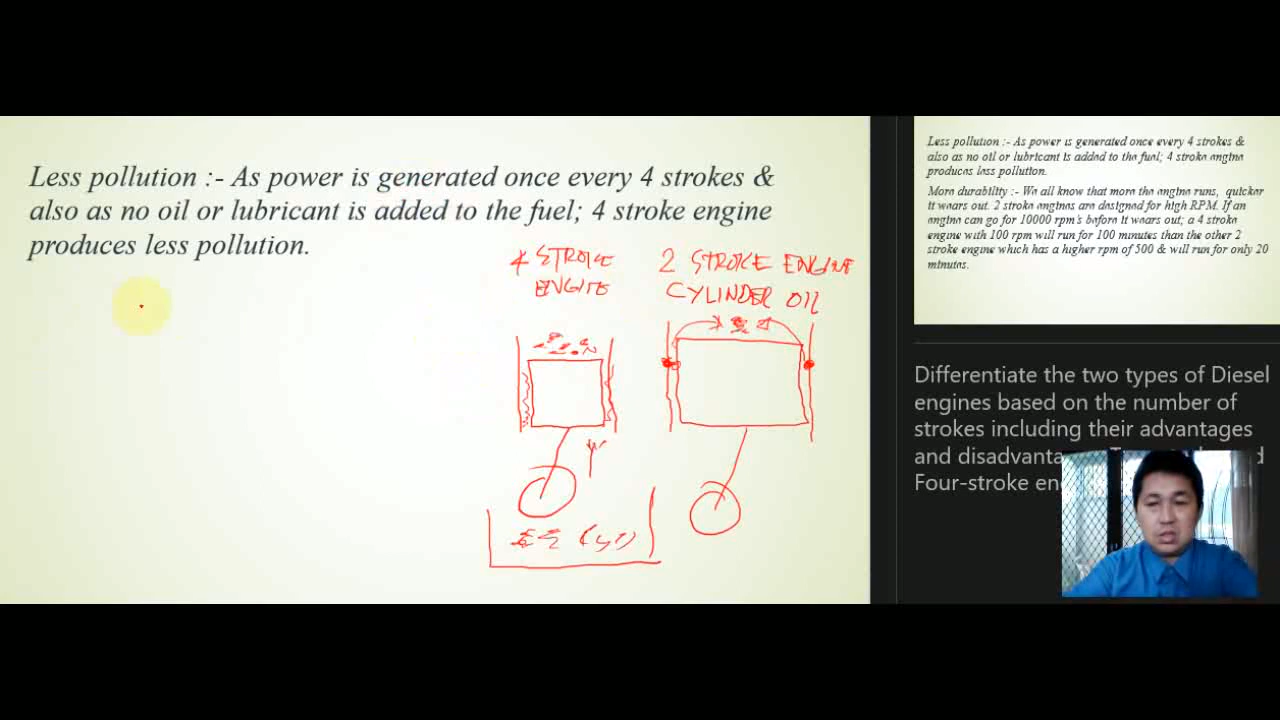 Less pollution :- As power is generated once every 4 strokes &
also as no oil or lubricant is added to the fuel; 4 stroke engine
produces less pollution.
4 STROKE
ENGINE
2 STROKE ENGINE
CYLINDER OIL
Less pollution :- As power is generated once every 4 strokes &
also as no oil or lubricant is added to the fuel; 4 stroke engine
produces less pollution.
More durability :- We all know that more the engine runs, quicker
it wears out. 2 stroke engines are designed for high RPM. If an
engine can go for 10000 rpm's before it wears out; a 4 stroke
engine with 100 rpm will run for 100 minutes than the other 2
stroke engine which has a higher rpm of 500 & will run for only 20
minutes.
Differentiate the two types of Diesel
engines based on the number of
strokes including their advantages
and
Four-stroke